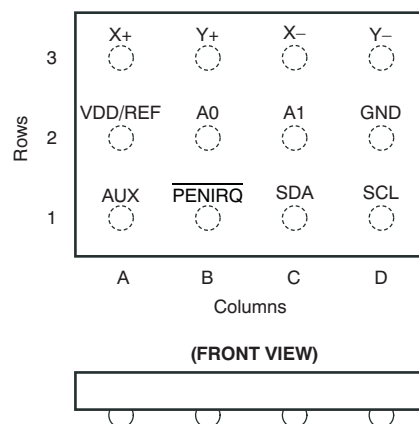 X+ Y+ X– Y–
3
VDD/REF A0 A1 GND
Rows 2
AUX PENIRQ SDA SCL
1
A B C D
Columns
(FRONT VIEW)